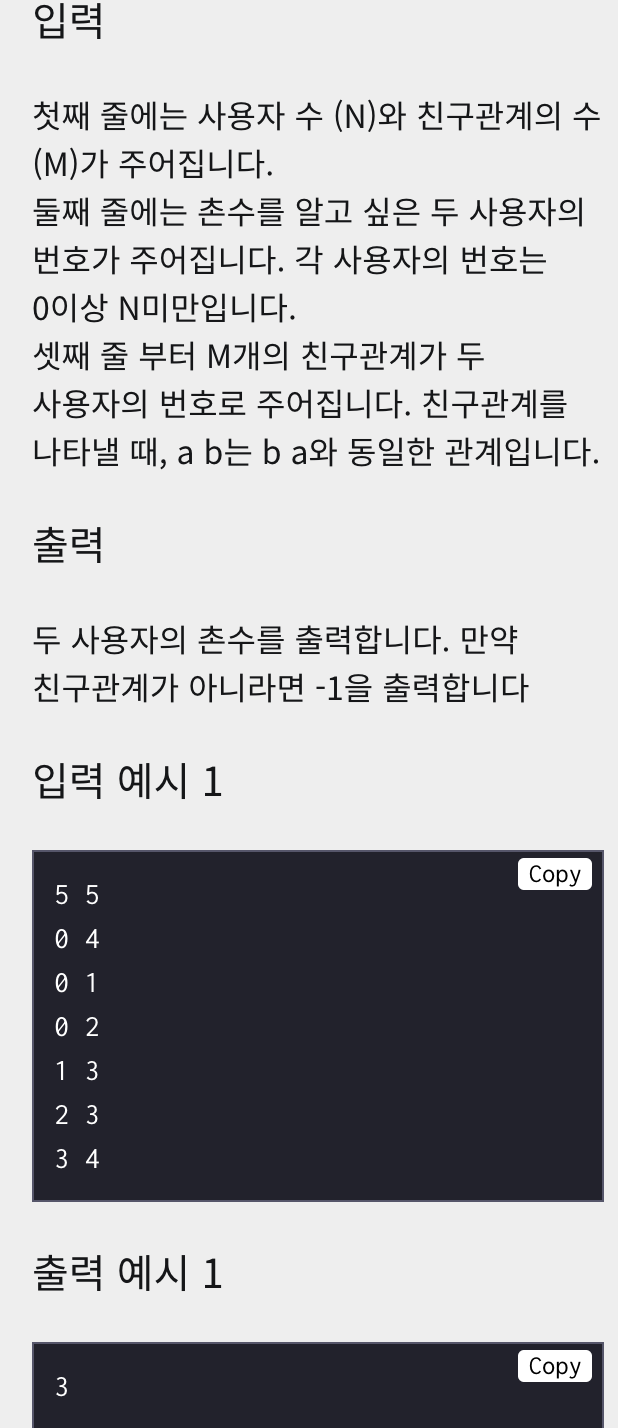 입력
첫째 줄에는 사용자 수 (N)와 친구관계의 수
(M)가 주어집니다.
둘째 줄에는 촌수를 알고 싶은 두 사용자의
번호가 주어집니다. 각 사용자의 번호는
0이상 N미만입니다.
셋째 줄 부터 M개의 친구관계가 두
사용자의 번호로 주어집니다. 친구관계를
나타낼 때, a b는 b a와 동일한 관계입니다.
출력
두 사용자의 촌수를 출력합니다. 만약
친구관계가 아니라면 -1을 출력합니다
입력 예시 1
Copy
5 5
0 4
0 1
0 2
1 3
2 3
3 4
출력 예시 1
Copy
3